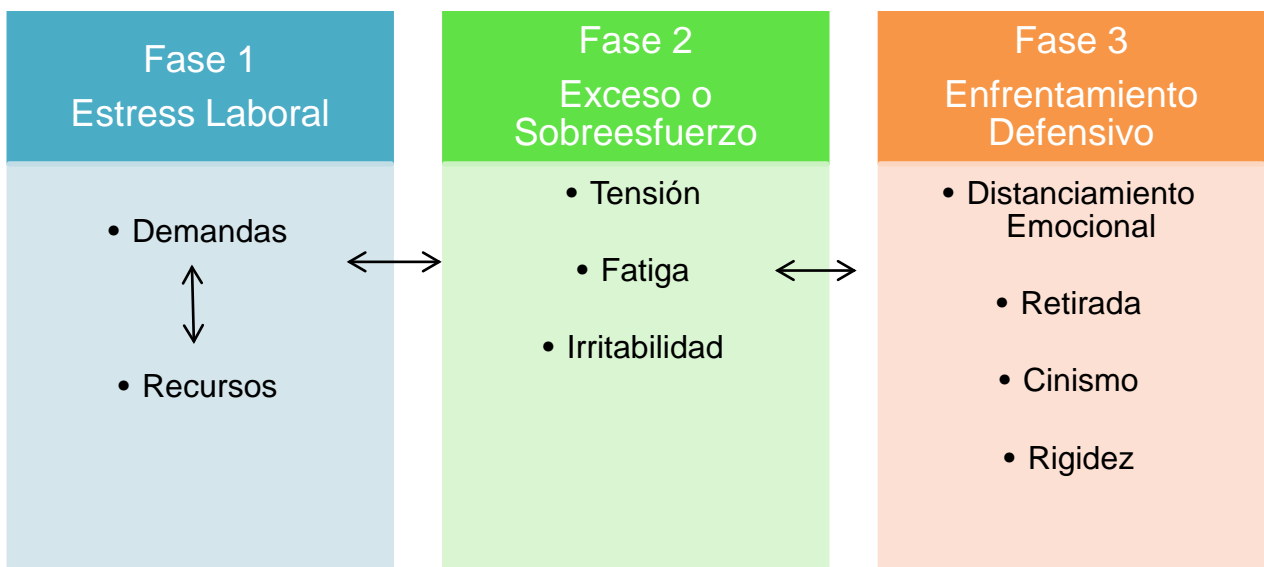 Fase 1
Estress Laboral
• Demandas
• Recursos
Fase 2
Exceso o
Sobreesfuerzo
• Tensión
• Fatiga
• Irritabilidad
Fase 3
Enfrentamiento
Defensivo
• Distanciamiento
Emocional
• Retirada
• Cinismo
• Rigidez